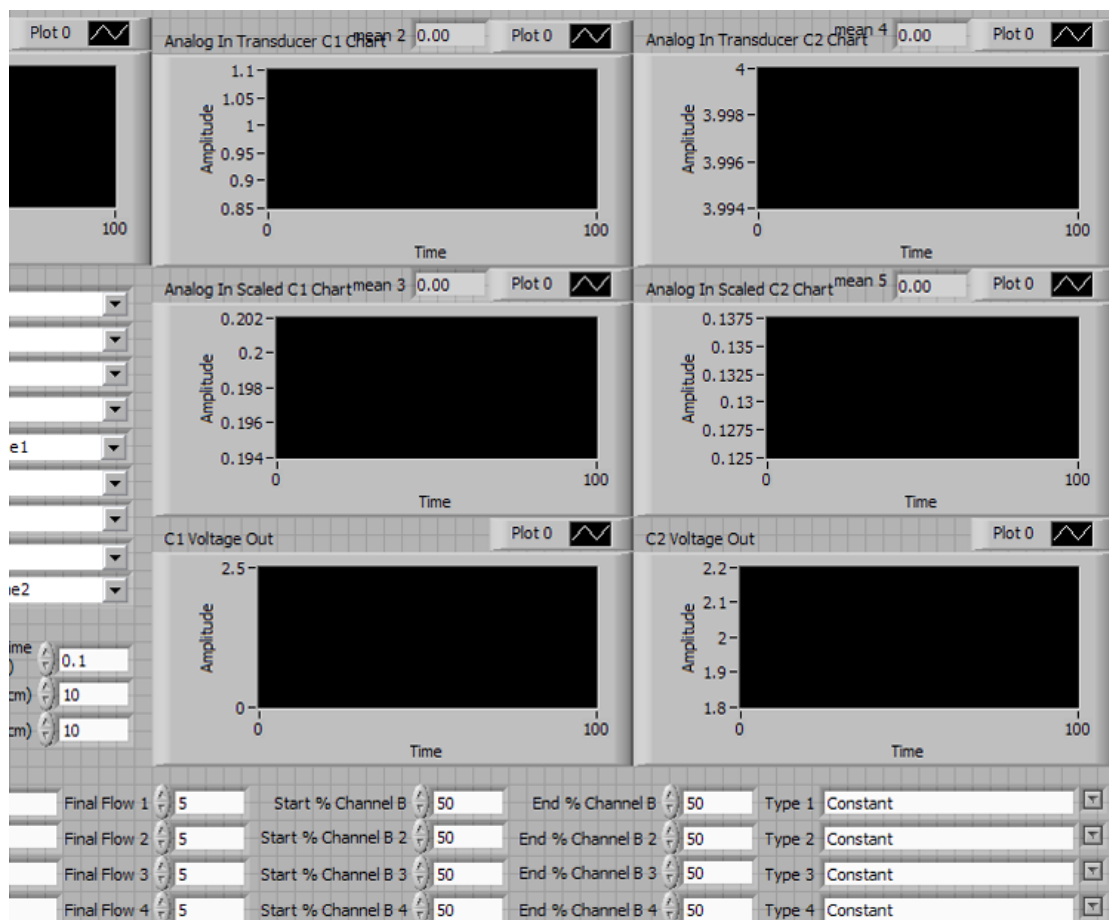 Plot 0
Analog In Transducer C1 Chart mean 2 0.00 Plot 0
Analog In Transducer C2 Chart mean 4 0.00 Plot 0
100
1.1
1.05
1
0.95
0.9
0.85
Amplitude
0 100
Time
4
3.998
3.996
3.994
Amplitude
0 100
Time
Analog In Scaled C1 Chart mean 3 0.00 Plot 0
0.202
0.2
0.198
0.196
0.194
Amplitude
0 100
Time
Analog In Scaled C2 Chart mean 5 0.00 Plot 0
0.1375
0.135
0.1325
0.13
0.1275
0.125
Amplitude
0 100
Time
e1
C1 Voltage Out Plot 0
2.5
0
Amplitude
0 100
Time
C2 Voltage Out Plot 0
2.2
2.1
2
1.9
1.8
Amplitude
0 100
Time
e2
ime
) 0.1
cm) 10
cm) 10
Final Flow 1 5 Start % Channel B 50 End % Channel B 50 Type 1 Constant
Final Flow 2 5 Start % Channel B 2 50 End % Channel B 2 50 Type 2 Constant
Final Flow 3 5 Start % Channel B 3 50 End % Channel B 3 50 Type 3 Constant
Final Flow 4 5 Start % Channel B 4 50 End % Channel B 4 50 Type 4 Constant